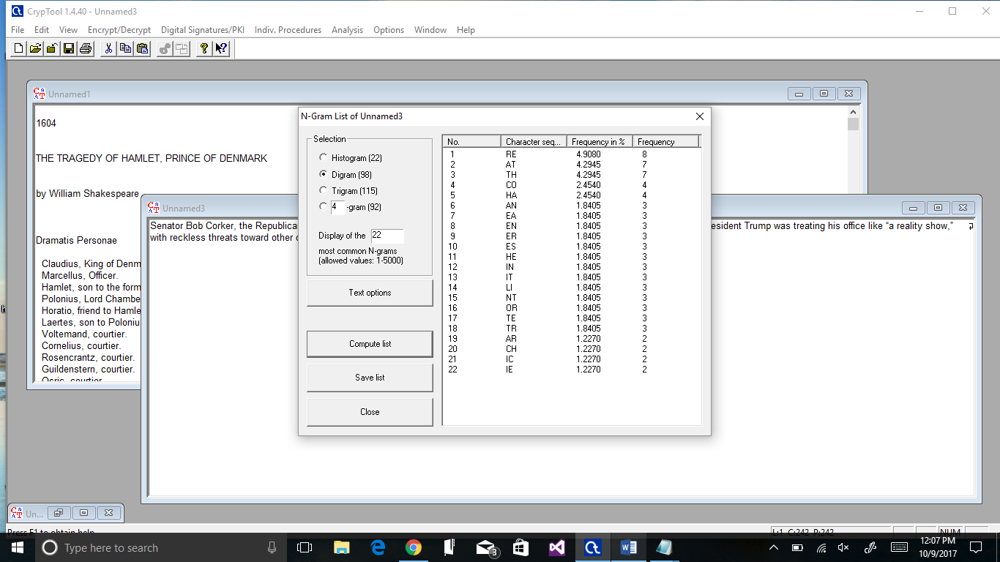 CrypTool 1.4.40 - Unnamed3
File Edit View Encrypt/Decrypt Digital Signatures/PKI Indiv. Procedures Analysis Options Window Help
Unnamed1
1604
THE TRAGEDY OF HAMLET, PRINCE OF DENMARK
by William Shakespeare
Dramatis Personae
Claudius, King of Denm
Marcellus, Officer.
Hamlet, son to the form
Polonius, Lord Chambe
Horatio, friend to Hamle
Laertes, son to Poloniu
Voltemand, courtier.
Cornelius, courtier.
Rosencrantz, courtier.
Guildenstern, courtier.
Osric, courtier
Unnamed3
Senator Bob Corker, the Republica
esident Trump was treating his office like “a reality show,”
with reckless threats toward other c
N-Gram List of Unnamed3
Selection
Histogram (22)
Digram (98)
Trigram (115)
4 -gram (92)
Display of the 22
most common N-grams
(allowed values: 1-5000)
Text options
Compute list
Save list
Close
No. Character seq... Frequency in % Frequency
1 RE 4.9080 8
2 AT 4.2945 7
3 TH 4.2945 7
4 CO 2.4540 4
5 HA 2.4540 4
6 AN 1.8405 3
7 EA 1.8405 3
8 EN 1.8405 3
9 ER 1.8405 3
10 ES 1.8405 3
11 HE 1.8405 3
12 IN 1.8405 3
13 IT 1.8405 3
14 LI 1.8405 3
15 NT 1.8405 3
16 OR 1.8405 3
17 TE 1.8405 3
18 TR 1.8405 3
19 AR 1.2270 2
20 CH 1.2270 2
21 IC 1.2270 2
22 IE 1.2270 2
Un...
Press F1 to obtain help.
L:1 C:242 P:242 NUM
Type here to search
3
12:07 PM
10/9/2017